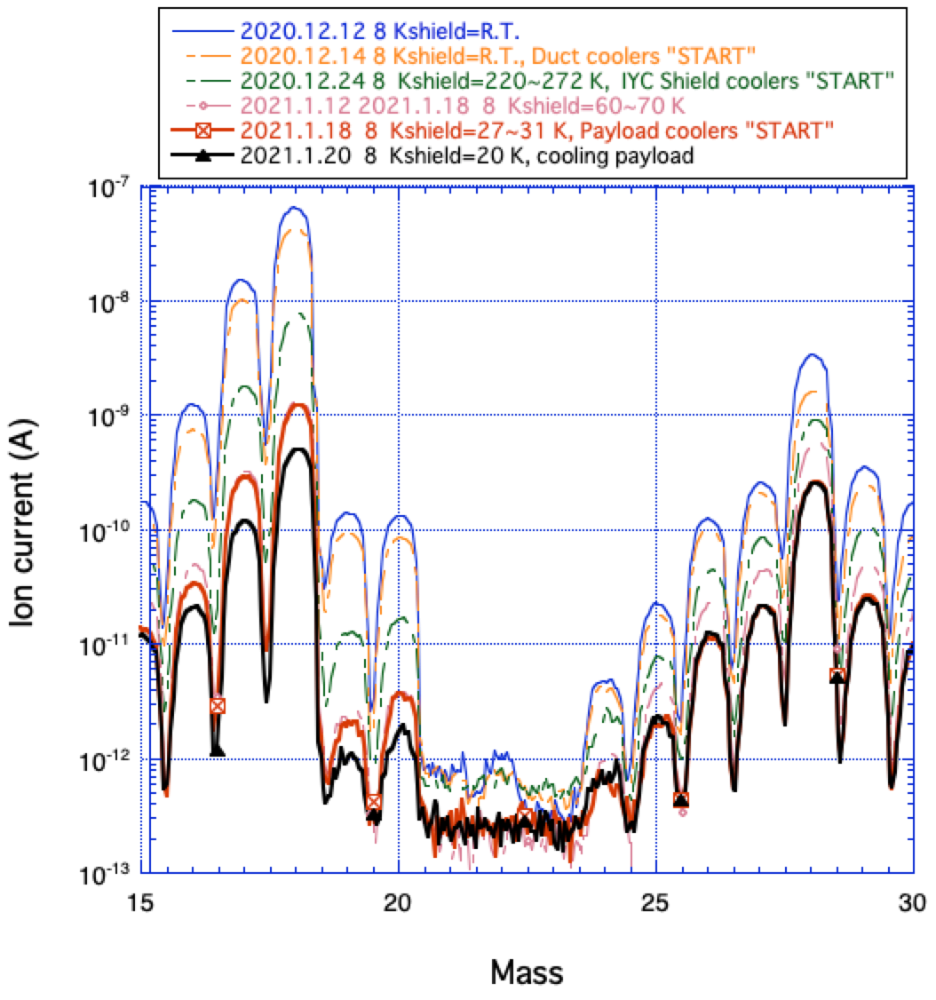 2020.12.12 8 Kshield=R.T.
2020.12.14 8 Kshield=R.T., Duct coolers "START"
2020.12.24 8 Kshield=220~272 K, IYC Shield coolers "START"
2021.1.12 2021.1.18 8 Kshield=60~70 K
2021.1.18 8 Kshield=27~31 K, Payload coolers "START"
2021.1.20 8 Kshield=20 K, cooling payload
10⁻⁷
10⁻⁸
10⁻⁹
10⁻¹⁰
10⁻¹¹
10⁻¹²
10⁻¹³
Ion current (A)
15 20 25 30
Mass